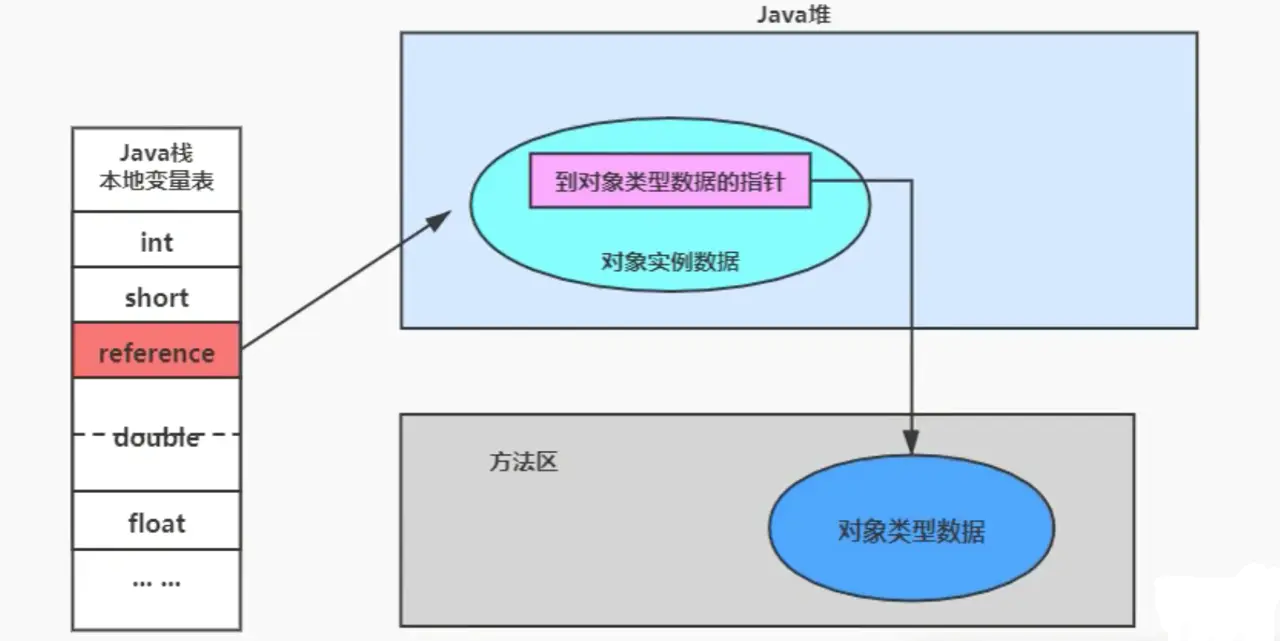 Java堆
Java栈
本地变量表
int
short
reference
double
float
... ...
到对象类型数据的指针
对象实例数据
方法区
对象类型数据